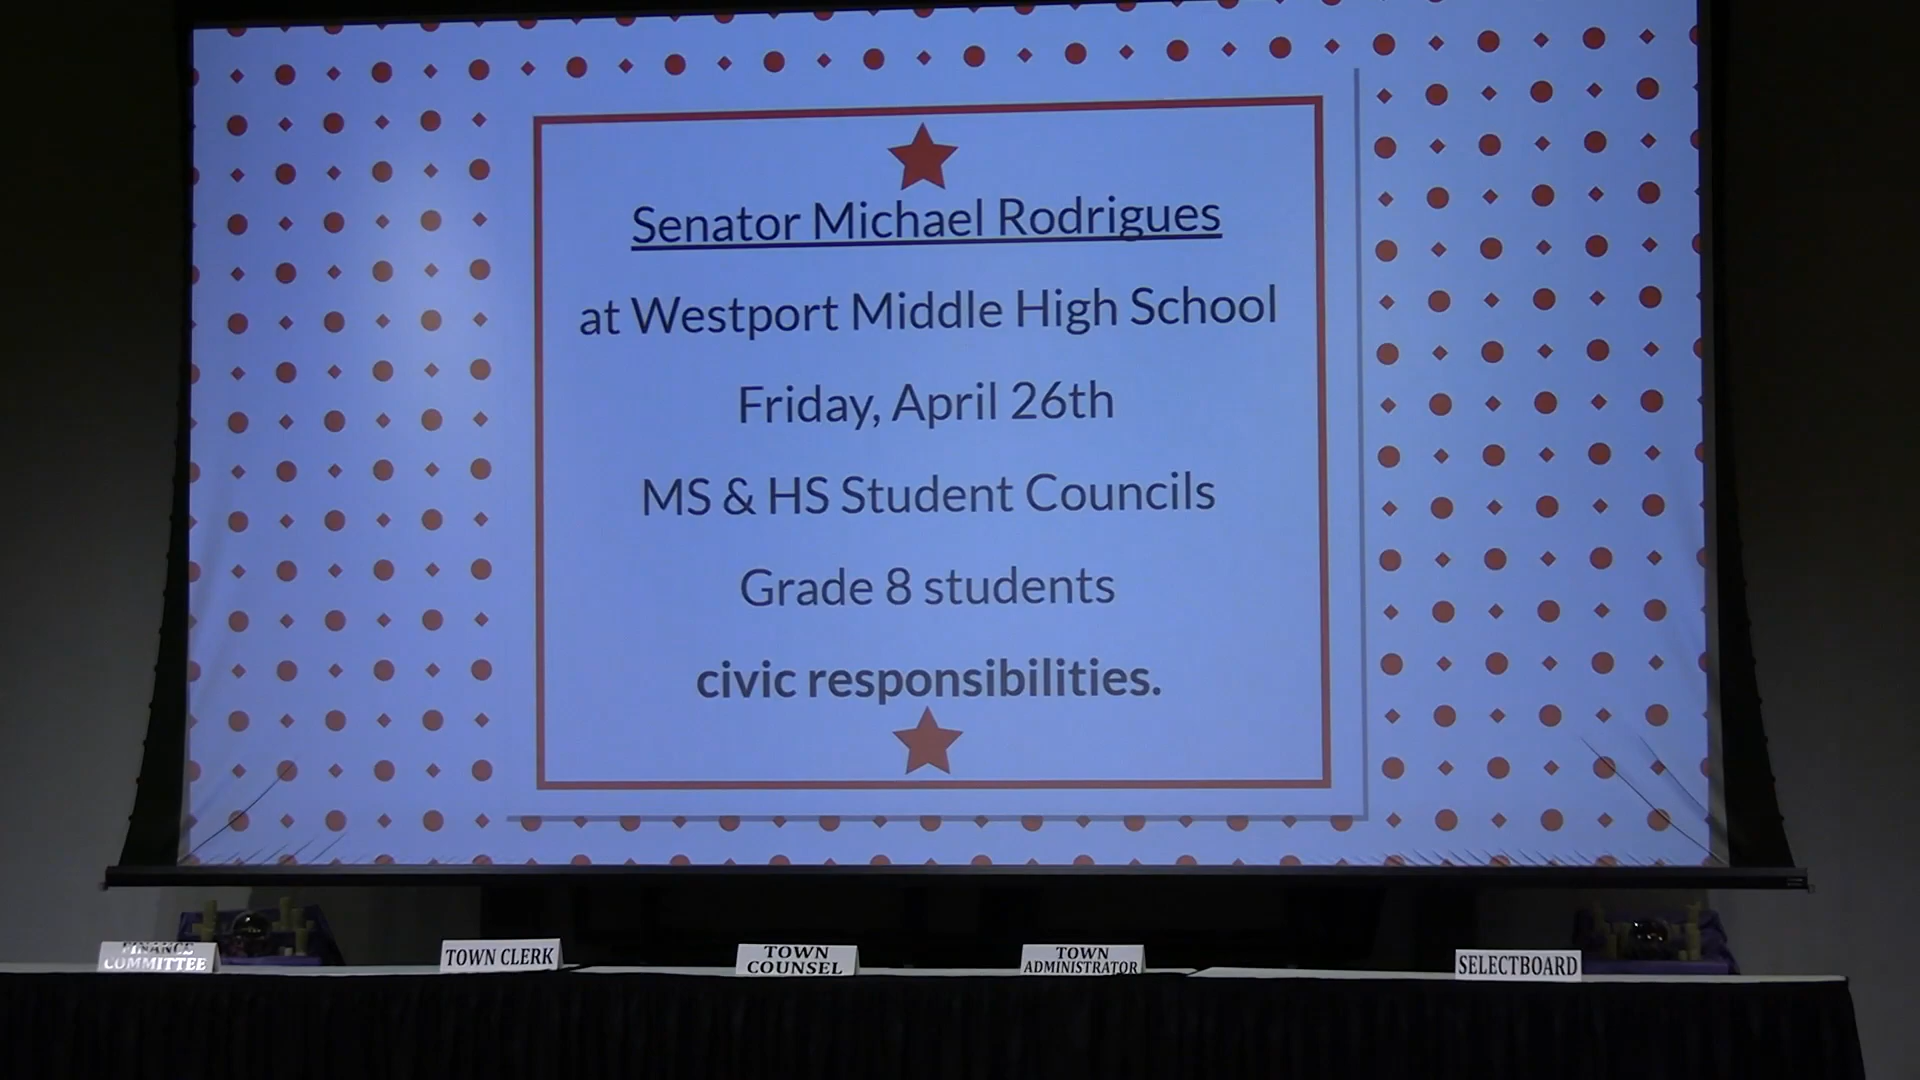 Senator Michael Rodrigues
at Westport Middle High School
Friday, April 26th
MS & HS Student Councils
Grade 8 students
civic responsibilities.
FINANCE
COMMITTEE
TOWN CLERK
TOWN
COUNSEL
TOWN
ADMINISTRATOR
SELECTBOARD